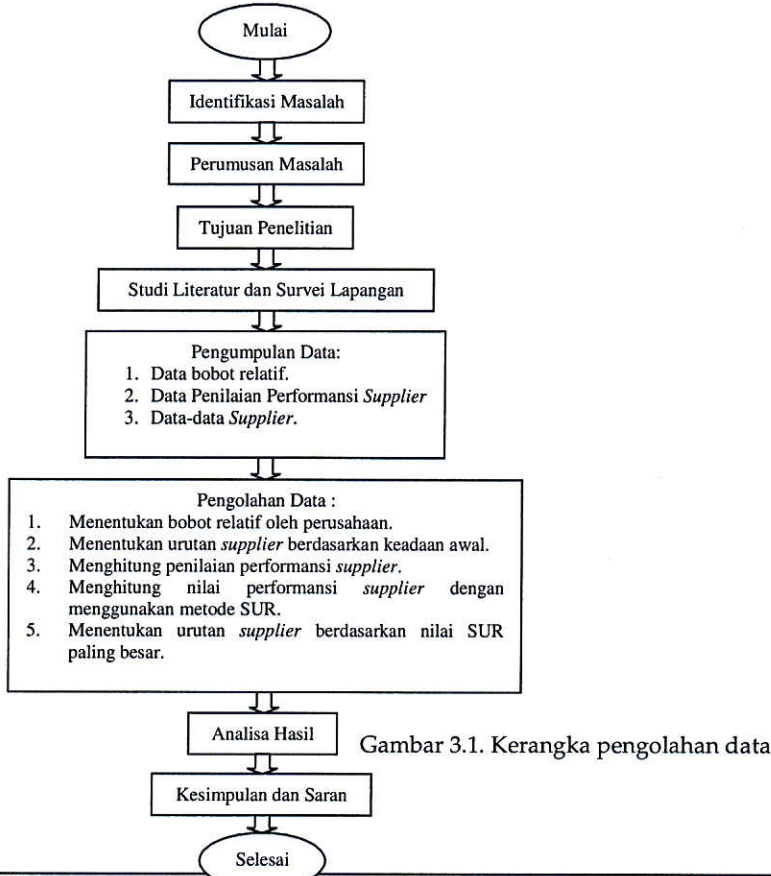 Mulai
Identifikasi Masalah
Perumusan Masalah
Tujuan Penelitian
Studi Literatur dan Survei Lapangan
Pengumpulan Data:
1. Data bobot relatif.
2. Data Penilaian Performansi Supplier
3. Data-data Supplier.
Pengolahan Data :
1. Menentukan bobot relatif oleh perusahaan.
2. Menentukan urutan supplier berdasarkan keadaan awal.
3. Menghitung penilaian performansi supplier.
4. Menghitung nilai performansi supplier dengan
menggunakan metode SUR.
5. Menentukan urutan supplier berdasarkan nilai SUR
paling besar.
Analisa Hasil
Gambar 3.1. Kerangka pengolahan data
Kesimpulan dan Saran
Selesai